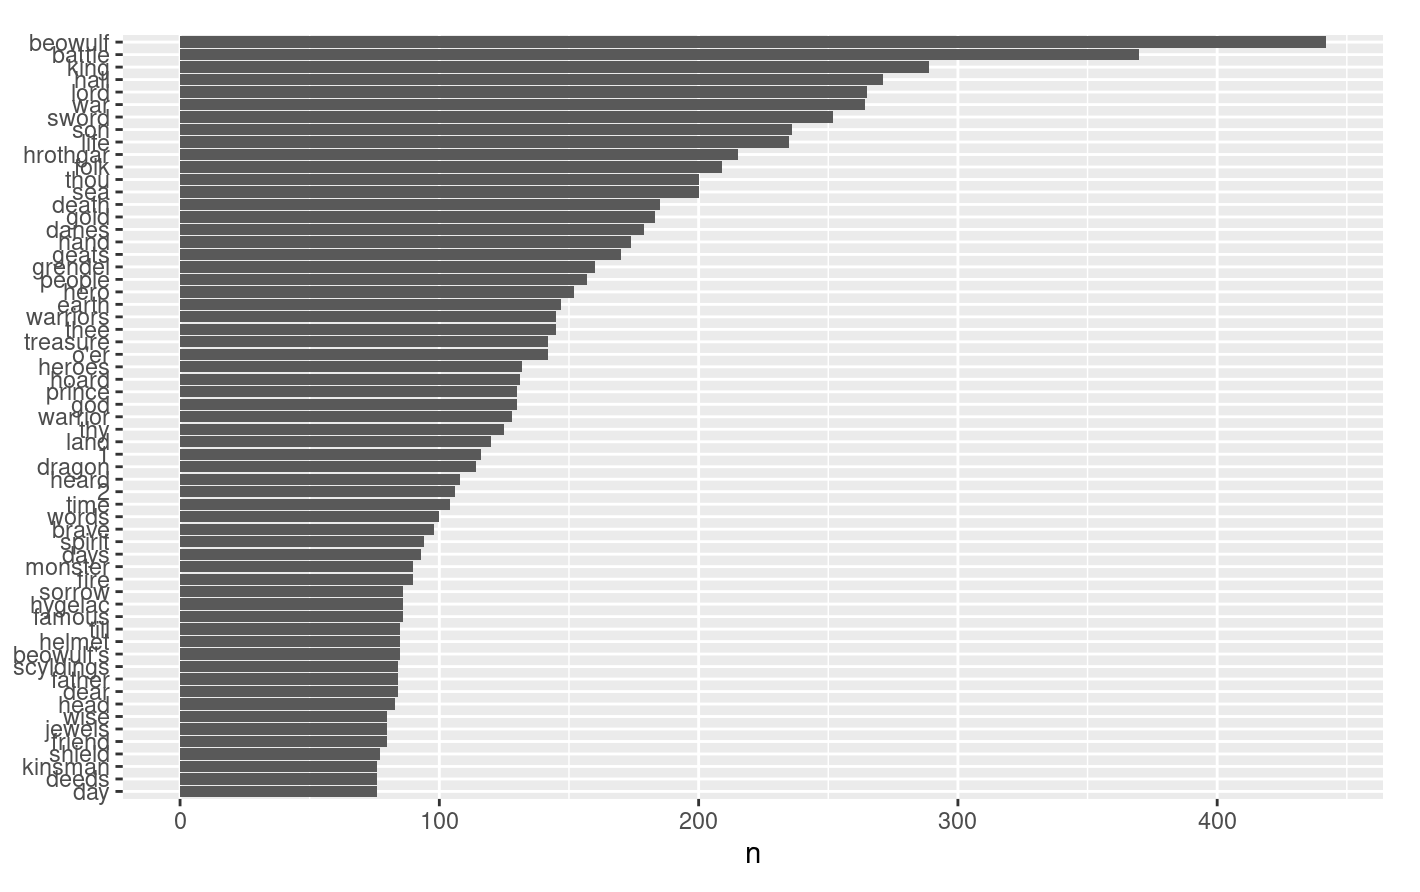 beowulf
battle
king
hall
lord
war
sword
son
life
hrothgar
folk
thou
sea
death
gold
danes
hand
geats
grendel
people
hero
earth
warriors
thee
treasure
o'er
heroes
hoard
prince
god
warrior
thy
land
1
dragon
heard
2
time
words
brave
spirit
days
monster
fire
sorrow
hygelac
famous
till
helmet
beowulf's
scyldings
father
dear
head
wise
jewels
friend
shield
kinsman
deeds
day
0 100 200 300 400
n